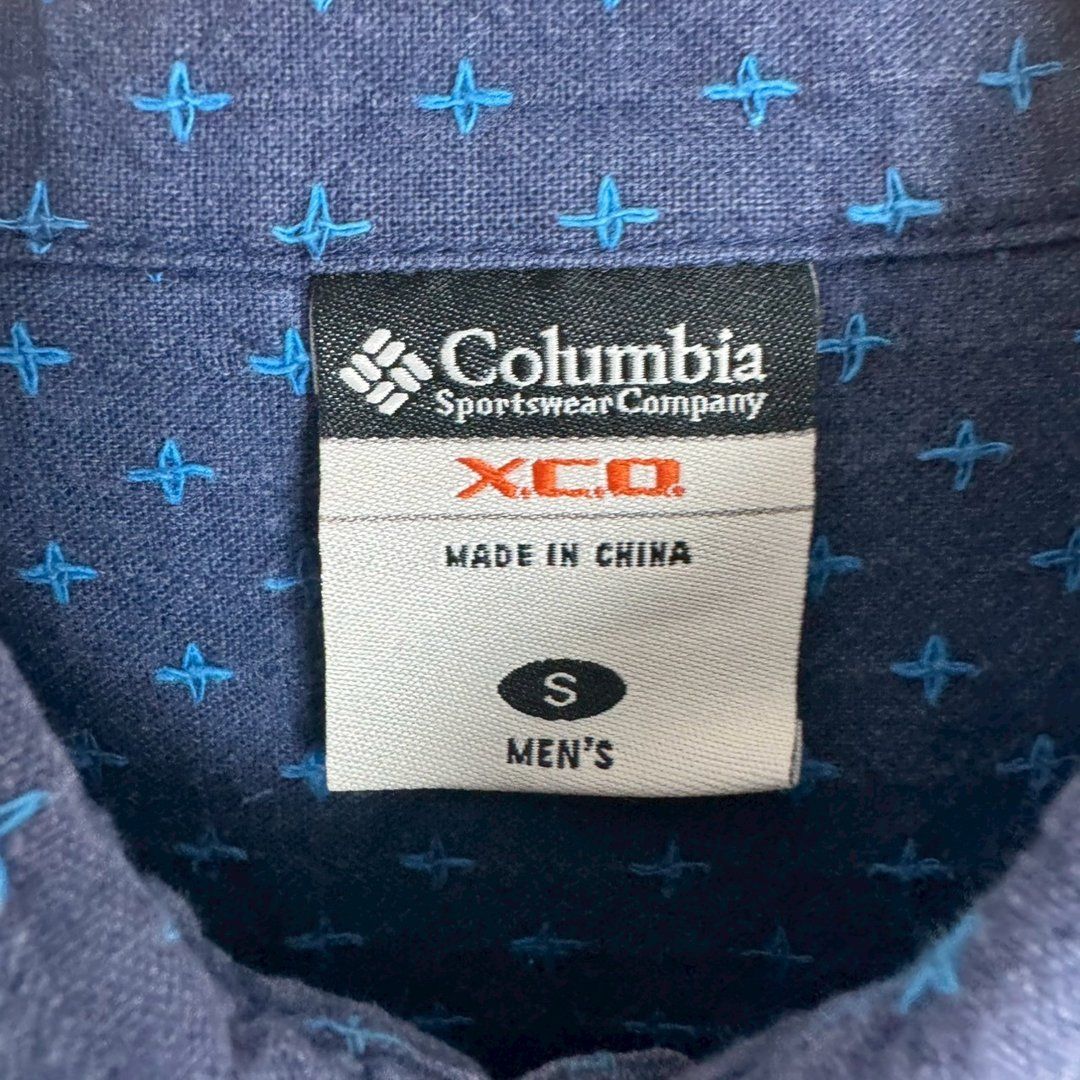 Columbia
Sportswear Company
X.C.O.
MADE IN CHINA
S
MEN'S